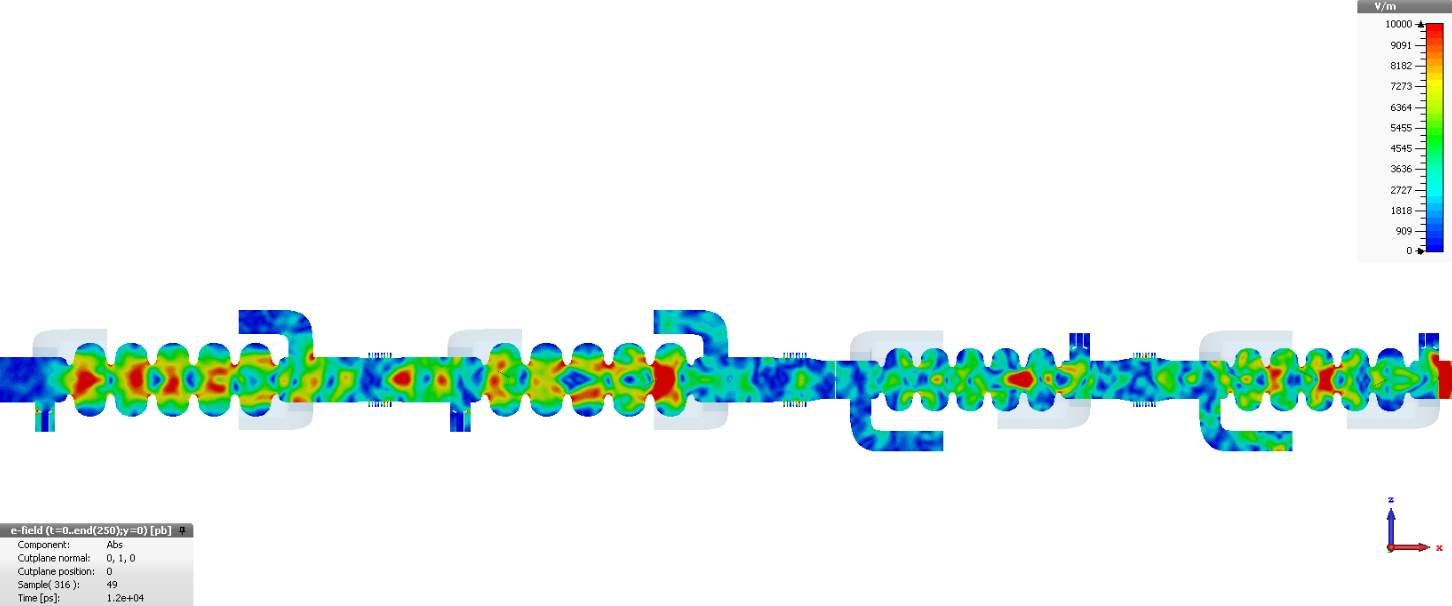 V/m
10000
9091
8182
7273
6364
5455
4545
3636
2727
1818
909
0
z
x
e-field (t=0..end(250);y=0) [pb]
Component: Abs
Cutplane normal: 0, 1, 0
Cutplane position: 0
Sample( 316 ): 49
Time [ps]: 1.2e+04